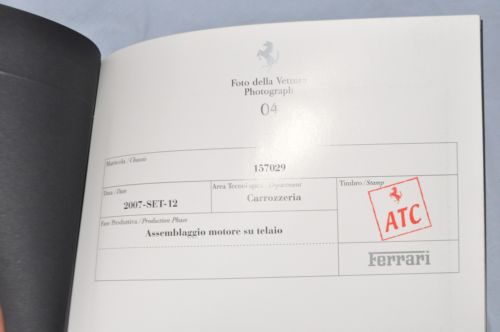 Foto della Vettura
Photograph
04
Matricola / Chassis
157029
Data / Date
2007-SET-12
Area Tecnologica / Department
Carrozzeria
Timbro / Stamp
ATC
Fase Produttiva / Production Phase
Assemblaggio motore su telaio
Ferrari